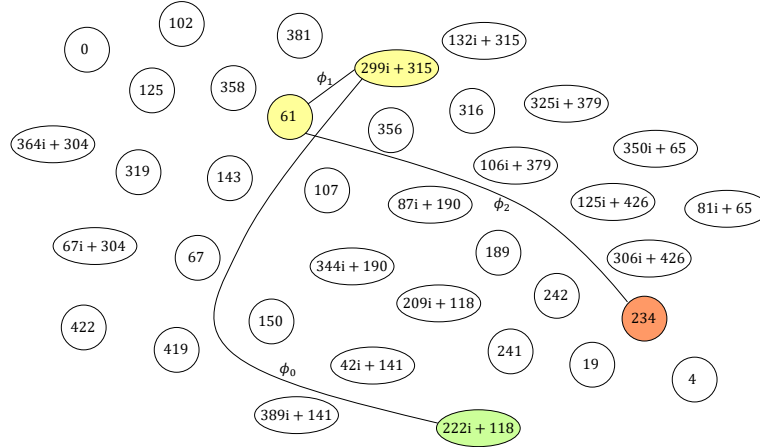 102
0
381
132i + 315
ϕ₁
299i + 315
125
358
325i + 379
316
61
356
364i + 304
350i + 65
106i + 379
319
143
107
87i + 190
ϕ₂
125i + 426
81i + 65
67i + 304
67
189
306i + 426
344i + 190
242
209i + 118
234
422
150
419
241
42i + 141
19
ϕ₀
4
389i + 141
222i + 118